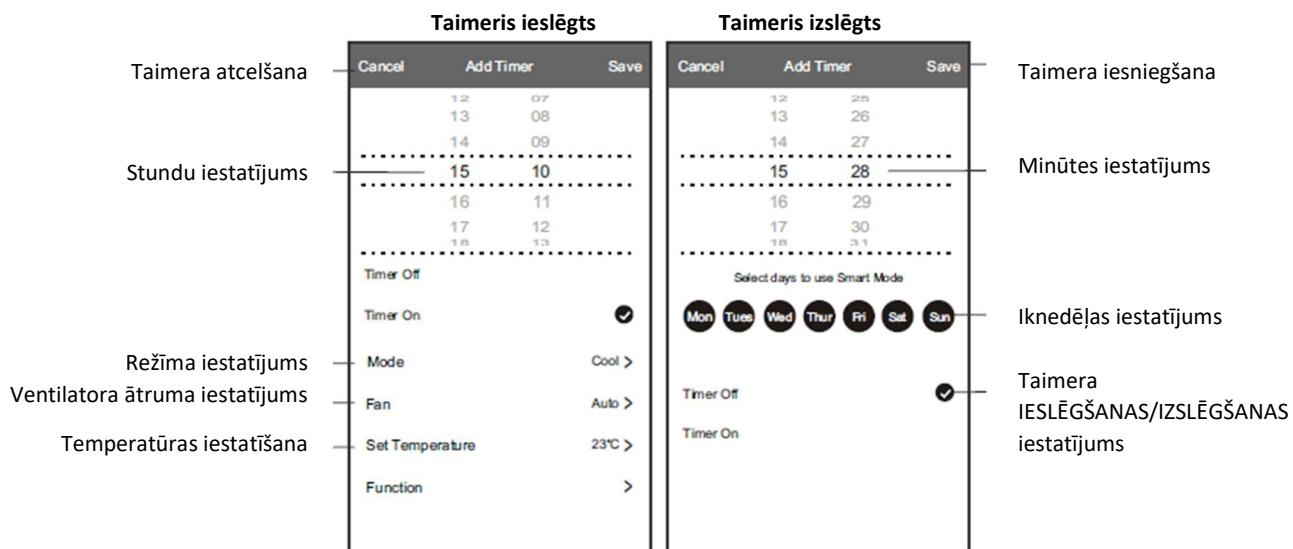 Taimeris ieslēgts
Taimeris izslēgts
Taimera atcelšana
Stundu iestatījums
Režīma iestatījums
Ventilatora ātruma iestatījums
Temperatūras iestatīšana
Cancel Add Timer Save
12 07
13 08
14 09
15 10
16 11
17 12
18 13
Timer Off
Timer On
Mode Cool >
Fan Auto >
Set Temperature 23°C >
Function >
Cancel Add Timer Save
12 25
13 26
14 27
15 28
16 29
17 30
18 31
Select days to use Smart Mode
Mon Tues Wed Thur Fri Sat Sun
Timer Off
Timer On
Taimera iesniegšana
Minūtes iestatījums
Iknedēļas iestatījums
Taimera
IESLĒGŠANAS/IZSLĒGŠANAS
iestatījums